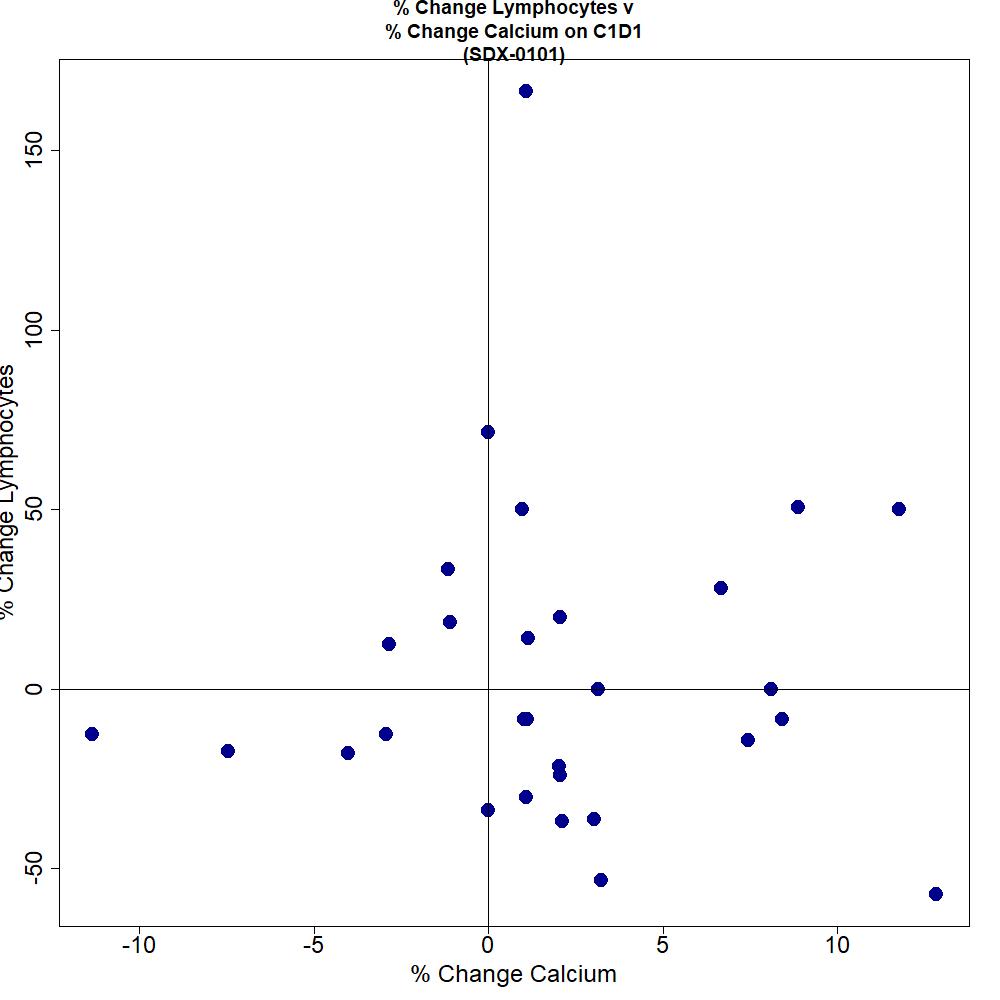 % Change Lymphocytes v
% Change Calcium on C1D1
(SDX-0101)
% Change Lymphocytes
150
100
50
0
-50
-10
-5
0
5
10
% Change Calcium